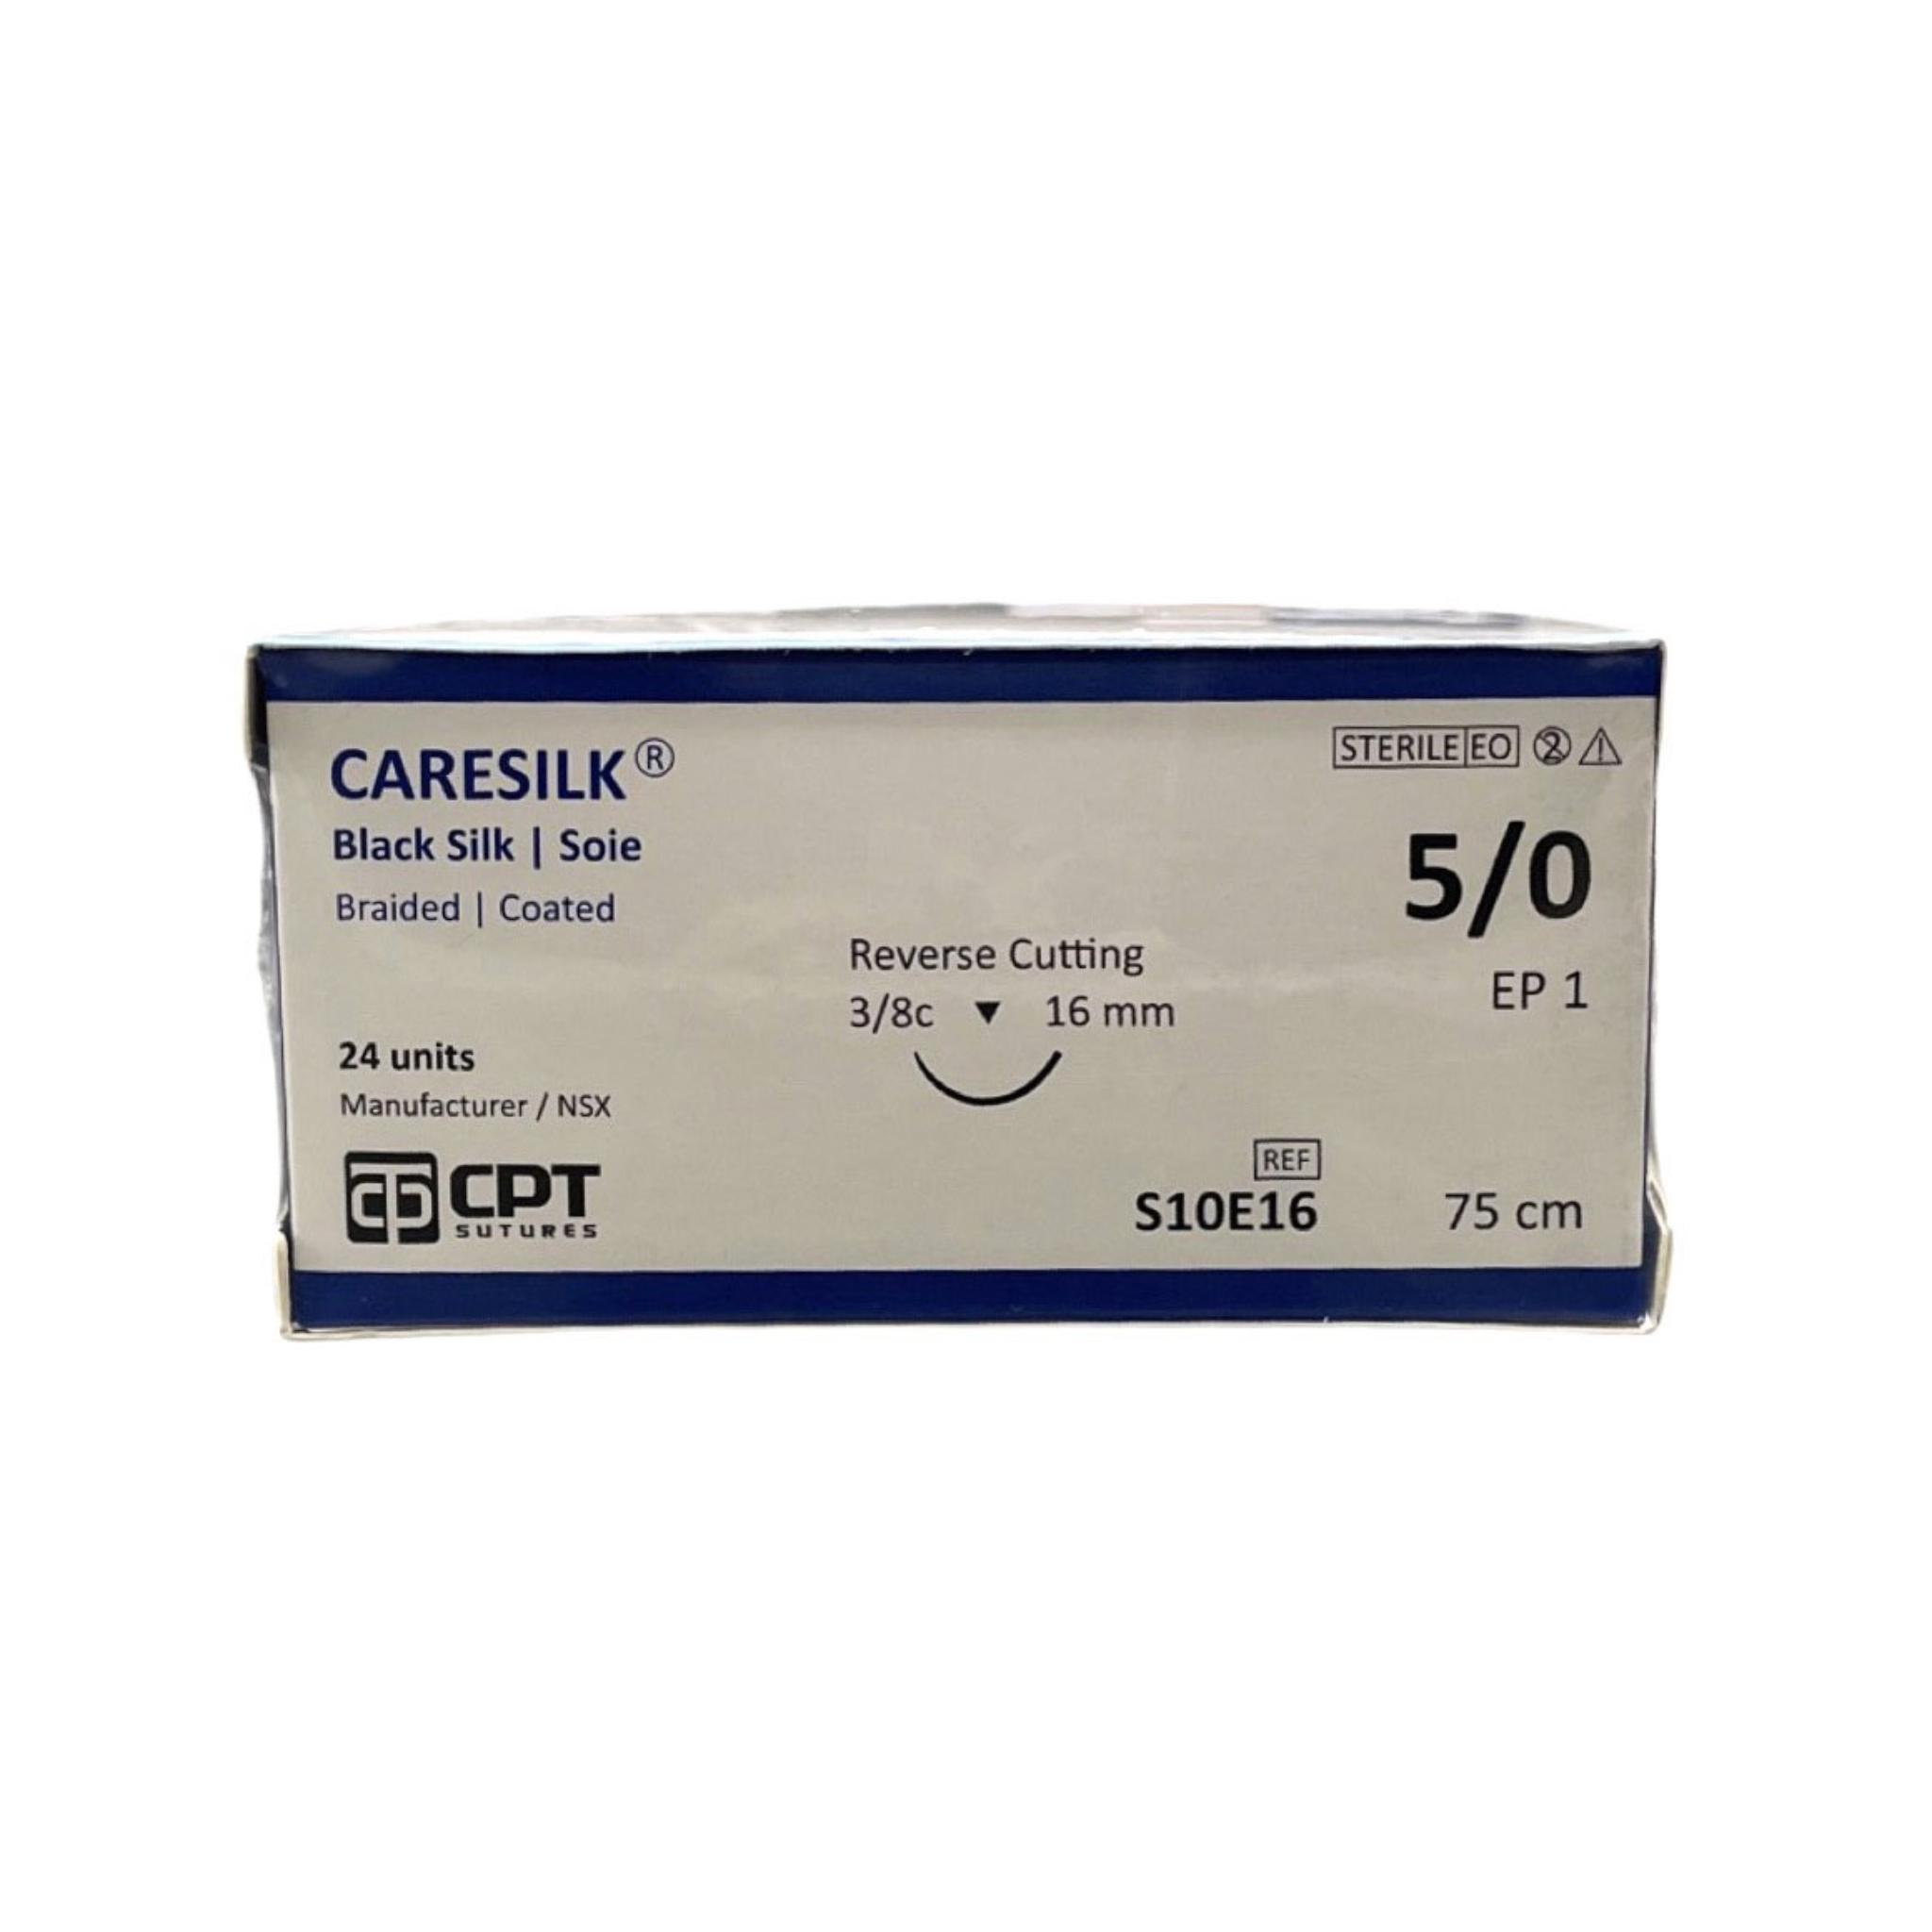 CARESILK®
Black Silk | Soie
Braided | Coated
STERILE EO
5/0
EP 1
Reverse Cutting
3/8c ▼ 16 mm
24 units
Manufacturer / NSX
CPT
SUTURES
REF
S10E16
75 cm